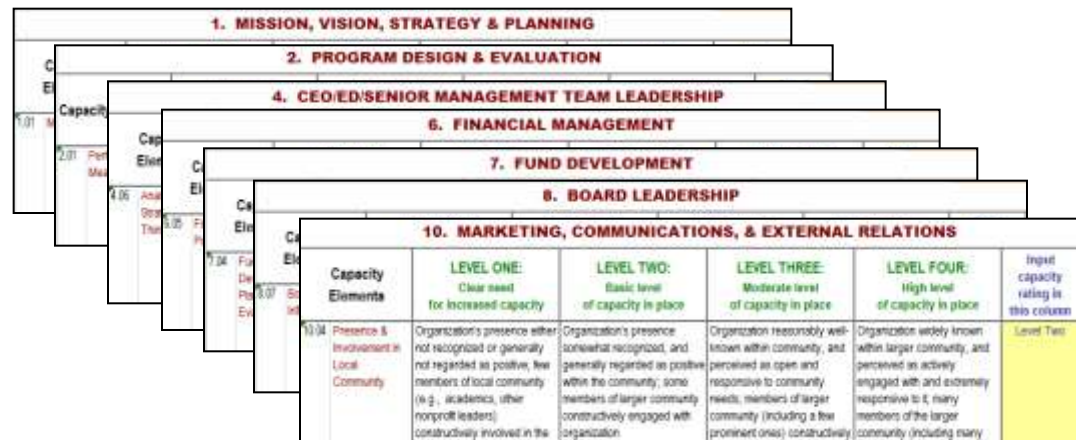 1. MISSION, VISION, STRATEGY & PLANNING
2. PROGRAM DESIGN & EVALUATION
4. CEO/ED/SENIOR MANAGEMENT TEAM LEADERSHIP
6. FINANCIAL MANAGEMENT
7. FUND DEVELOPMENT
8. BOARD LEADERSHIP
10. MARKETING, COMMUNICATIONS, & EXTERNAL RELATIONS
1.01
Capacity
2.01
4.06
7.04
Capacity
Elements
LEVEL ONE:
Clear need
for increased capacity
LEVEL TWO:
Basic level
of capacity in place
LEVEL THREE:
Moderate level
of capacity in place
LEVEL FOUR:
High level
of capacity in place
Input
capacity
rating in
this column
10.04 Presence &
Involvement in
Local
Community
Organization's presence either
not recognized or generally
not regarded as positive; few
members of local community
(e.g., academics, other
nonprofit leaders)
constructively involved in the
Organization's presence
somewhat recognized, and
generally regarded as positive
within the community; some
members of larger community
constructively engaged with
organization
Organization reasonably well-
known within community, and
perceived as open and
responsive to community
needs; members of larger
community (including a few
prominent ones) constructively
Organization widely known
within larger community, and
perceived as actively
engaged with and extremely
responsive to it; many
members of the larger
community (including many
Level Two